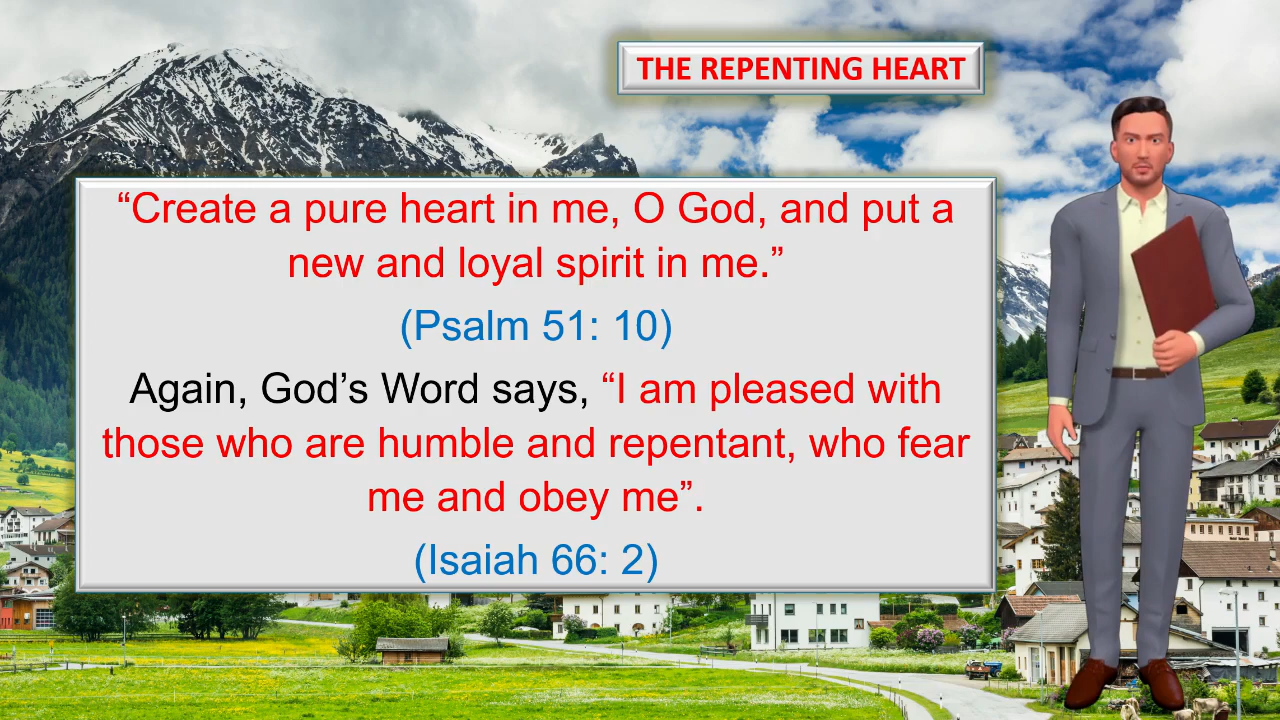 THE REPENTING HEART
“Create a pure heart in me, O God, and put a
new and loyal spirit in me.”
(Psalm 51: 10)
Again, God’s Word says, “I am pleased with
those who are humble and repentant, who fear
me and obey me”.
(Isaiah 66: 2)